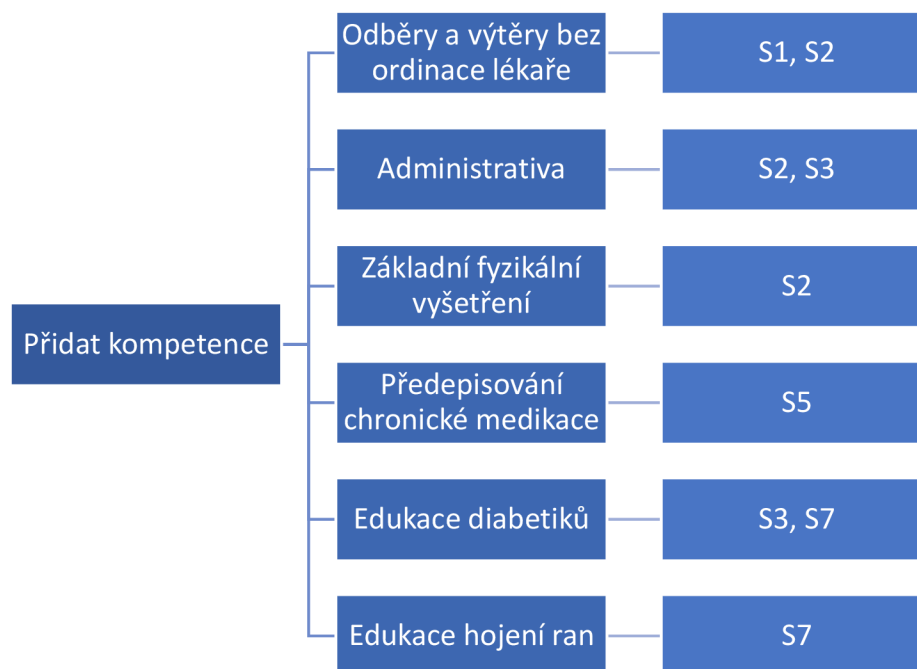 Odběry a výtěry bez
ordinace lékaře
S1, S2
Administrativa
S2, S3
Základní fyzikální
vyšetření
S2
Přidat kompetence
Předepisování
chronické medikace
S5
Edukace diabetiků
S3, S7
Edukace hojení ran
S7